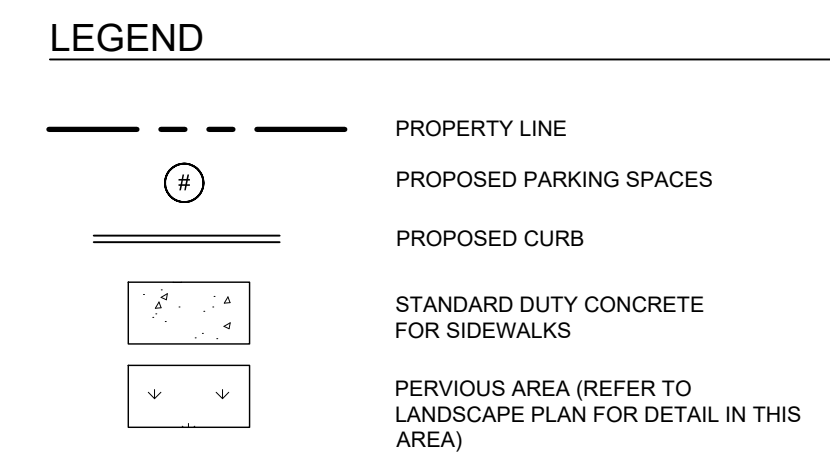 LEGEND
PROPERTY LINE
#
PROPOSED PARKING SPACES
PROPOSED CURB
STANDARD DUTY CONCRETE
FOR SIDEWALKS
PERVIOUS AREA (REFER TO
LANDSCAPE PLAN FOR DETAIL IN THIS
AREA)